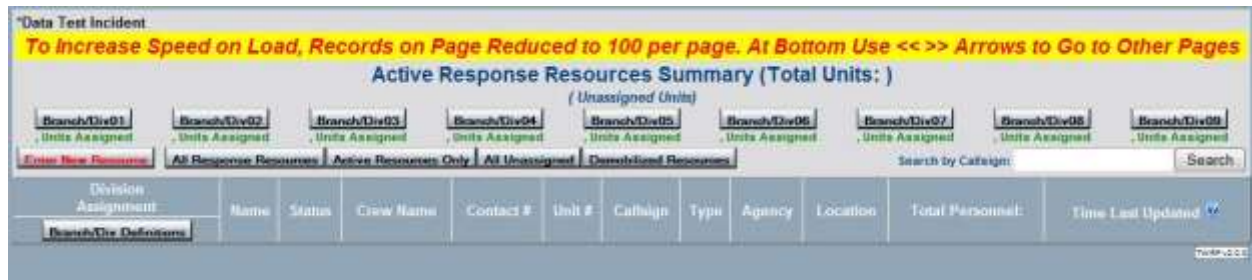 *Data Test Incident
To Increase Speed on Load, Records on Page Reduced to 100 per page. At Bottom Use << >> Arrows to Go to Other Pages
Active Response Resources Summary (Total Units: )
( Unassigned Units)
Branch/Div01 Branch/Div02 Branch/Div03 Branch/Div04 Branch/Div05 Branch/Div06 Branch/Div07 Branch/Div08 Branch/Div09
, Units Assigned , Units Assigned , Units Assigned , Units Assigned , Units Assigned , Units Assigned , Units Assigned , Units Assigned , Units Assigned
Enter New Resource All Response Resources Active Resources Only All Unassigned Demobilized Resources Search by Callsign: Search
Division
Assignment Name Status Crew Name Contact # Unit # Callsign Type Agency Location Total Personnel: Time Last Updated
Branch/Div Definitions